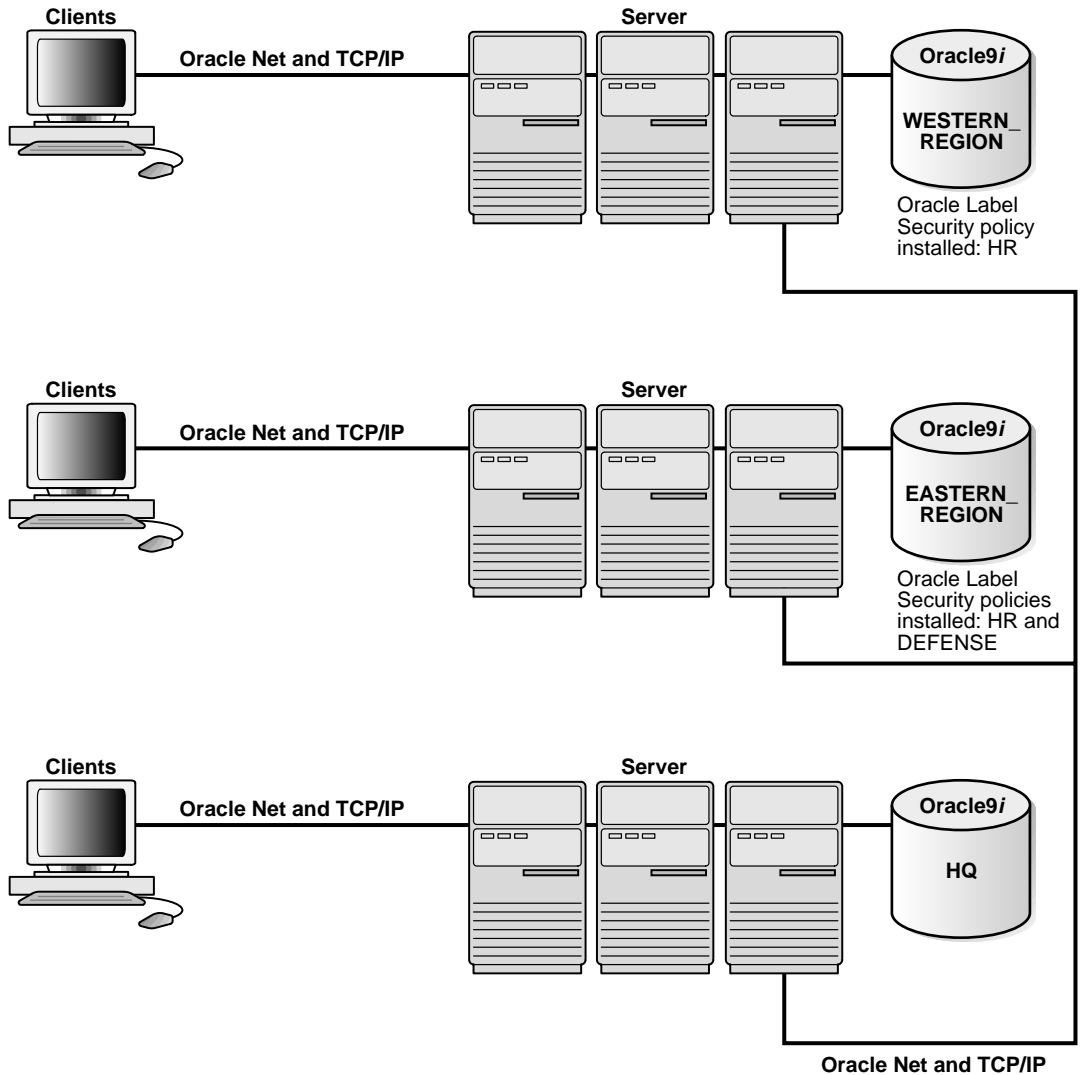 Clients
Server
Oracle Net and TCP/IP
Oracle9i
WESTERN_
REGION
Oracle Label
Security policy
installed: HR
Clients
Server
Oracle Net and TCP/IP
Oracle9i
EASTERN_
REGION
Oracle Label
Security policies
installed: HR and
DEFENSE
Clients
Server
Oracle Net and TCP/IP
Oracle9i
HQ
Oracle Net and TCP/IP